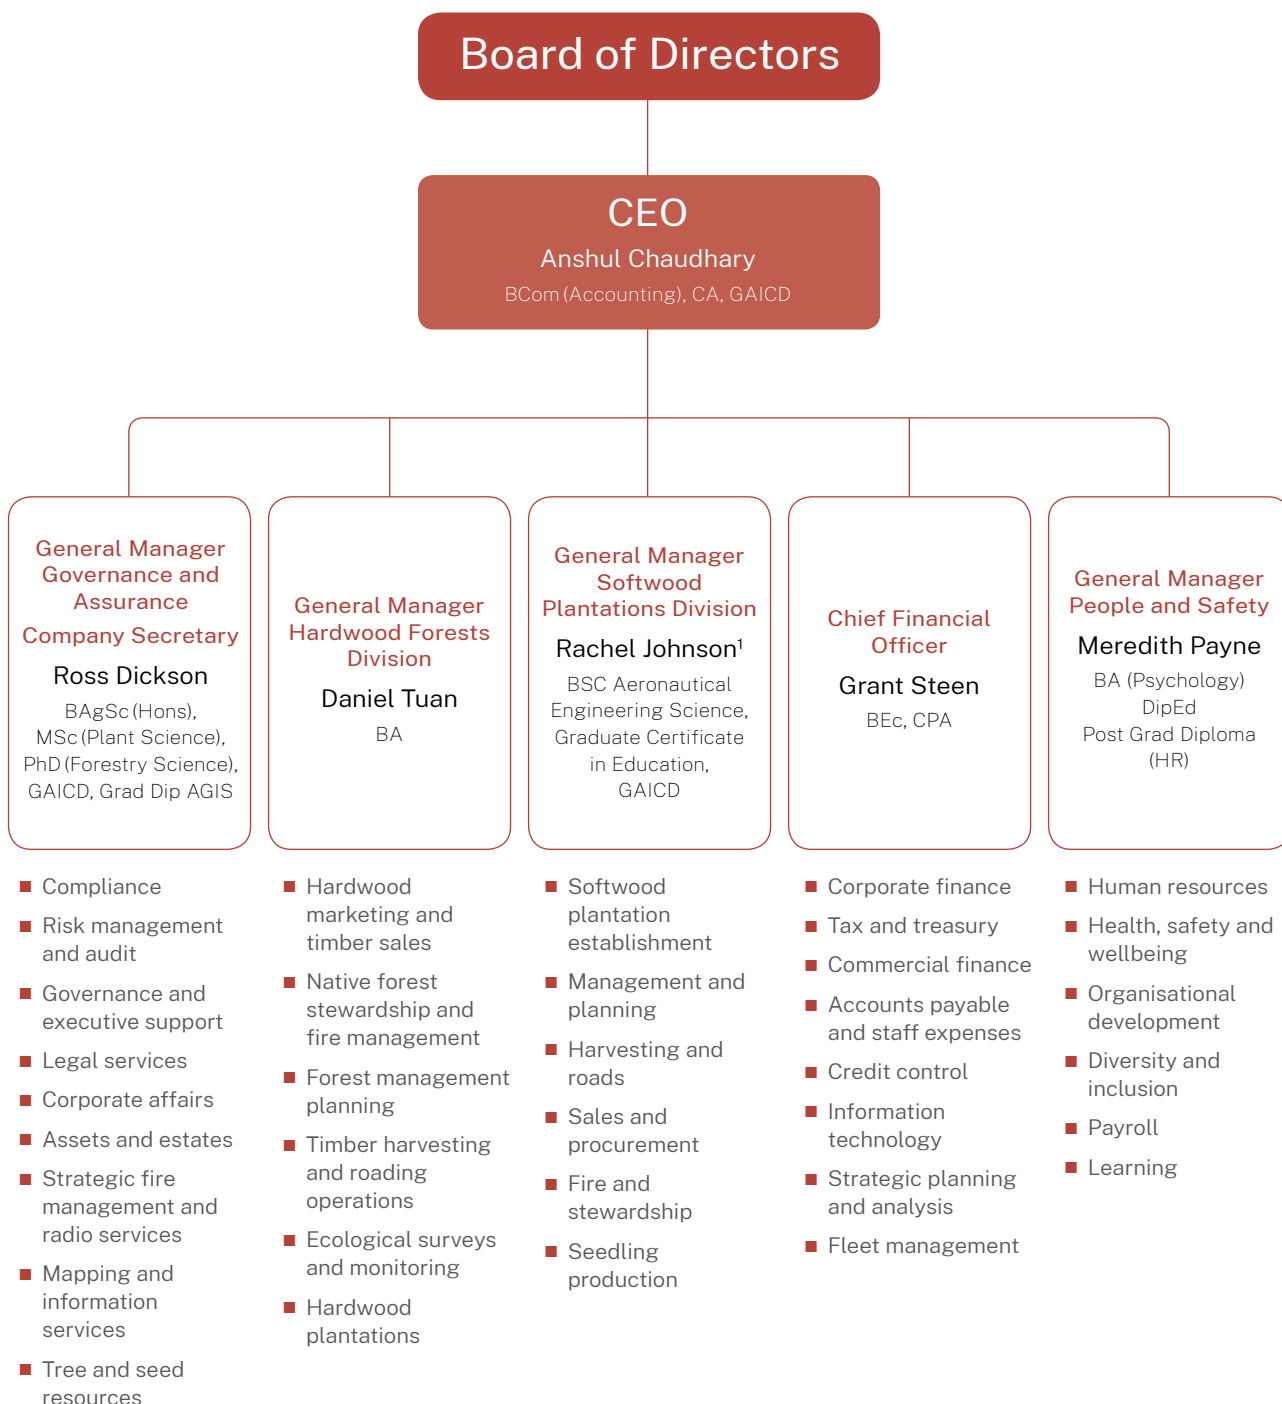 Board of Directors
CEO
Anshul Chaudhary
BCom (Accounting), CA, GAICD
General Manager
Governance and
Assurance
Company Secretary
Ross Dickson
BAgSc (Hons),
MSc (Plant Science),
PhD (Forestry Science),
GAICD, Grad Dip AGIS
Compliance
Risk management
and audit
Governance and
executive support
Legal services
Corporate affairs
Assets and estates
Strategic fire
management and
radio services
Mapping and
information
services
Tree and seed
resources
General Manager
Hardwood Forests
Division
Daniel Tuan
BA
Hardwood
marketing and
timber sales
Native forest
stewardship and
fire management
Forest management
planning
Timber harvesting
and roading
operations
Ecological surveys
and monitoring
Hardwood
plantations
General Manager
Softwood
Plantations Division
Rachel Johnson¹
BSC Aeronautical
Engineering Science,
Graduate Certificate
in Education,
GAICD
Softwood
plantation
establishment
Management and
planning
Harvesting and
roads
Sales and
procurement
Fire and
stewardship
Seedling
production
Chief Financial
Officer
Grant Steen
BEc, CPA
Corporate finance
Tax and treasury
Commercial finance
Accounts payable
and staff expenses
Credit control
Information
technology
Strategic planning
and analysis
Fleet management
General Manager
People and Safety
Meredith Payne
BA (Psychology)
DipEd
Post Grad Diploma
(HR)
Human resources
Health, safety and
wellbeing
Organisational
development
Diversity and
inclusion
Payroll
Learning